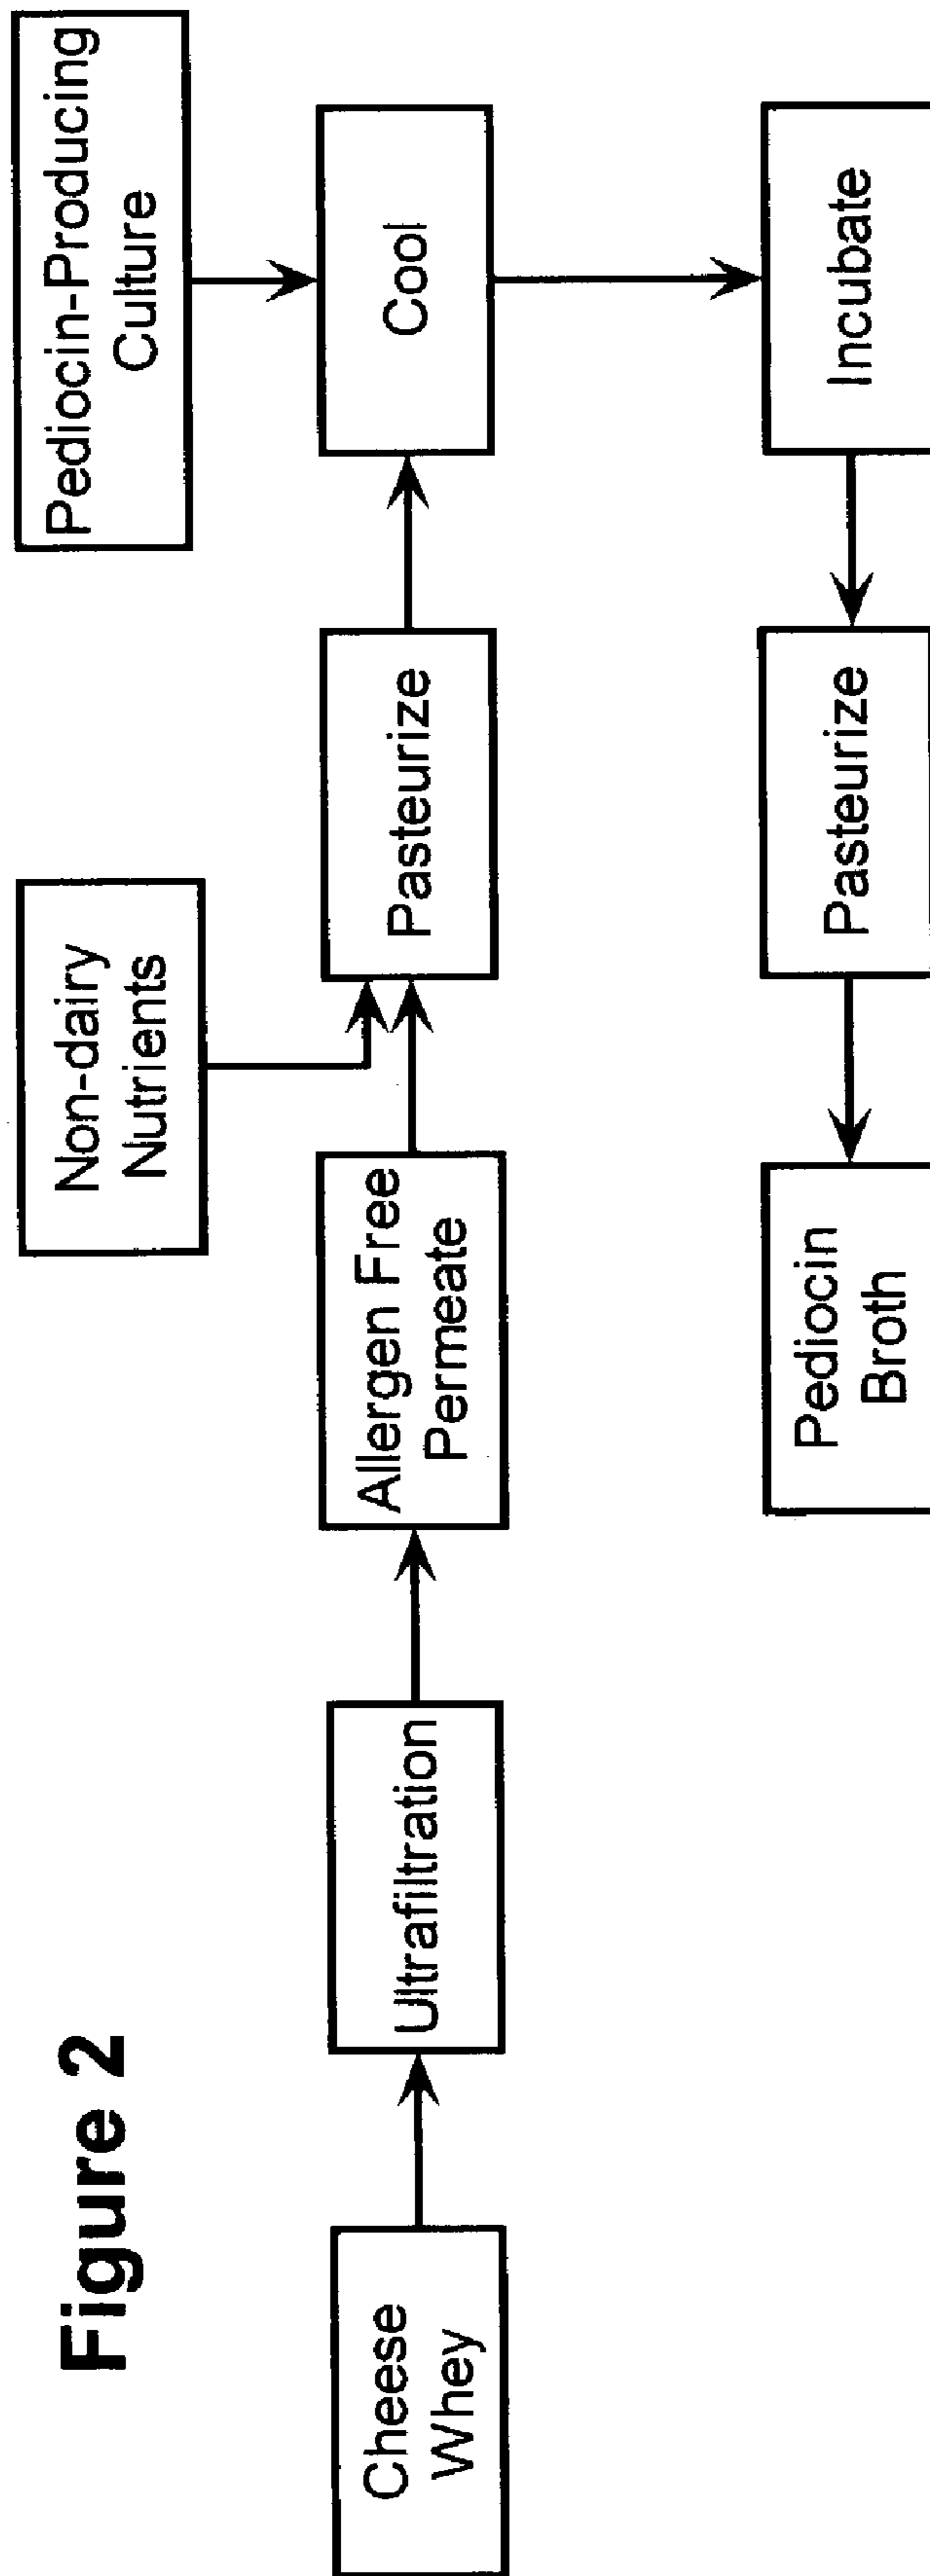 Figure 2
Non-dairy
Nutrients
Pediocin-Producing
Culture
Cheese
Whey
Ultrafiltration
Allergen Free
Permeate
Pasteurize
Cool
Pediocin
Broth
Pasteurize
Incubate